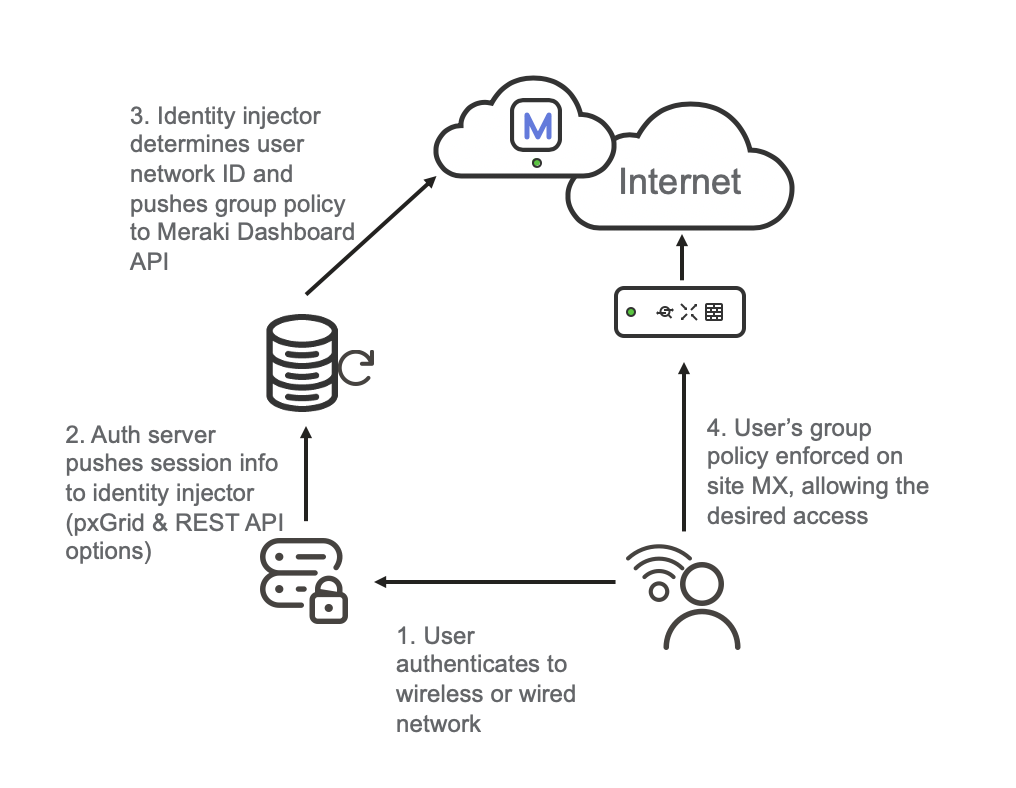 3. Identity injector
determines user
network ID and
pushes group policy
to Meraki Dashboard
API
M
Internet
2. Auth server
pushes session info
to identity injector
(pxGrid & REST API
options)
4. User’s group
policy enforced on
site MX, allowing the
desired access
1. User
authenticates to
wireless or wired
network